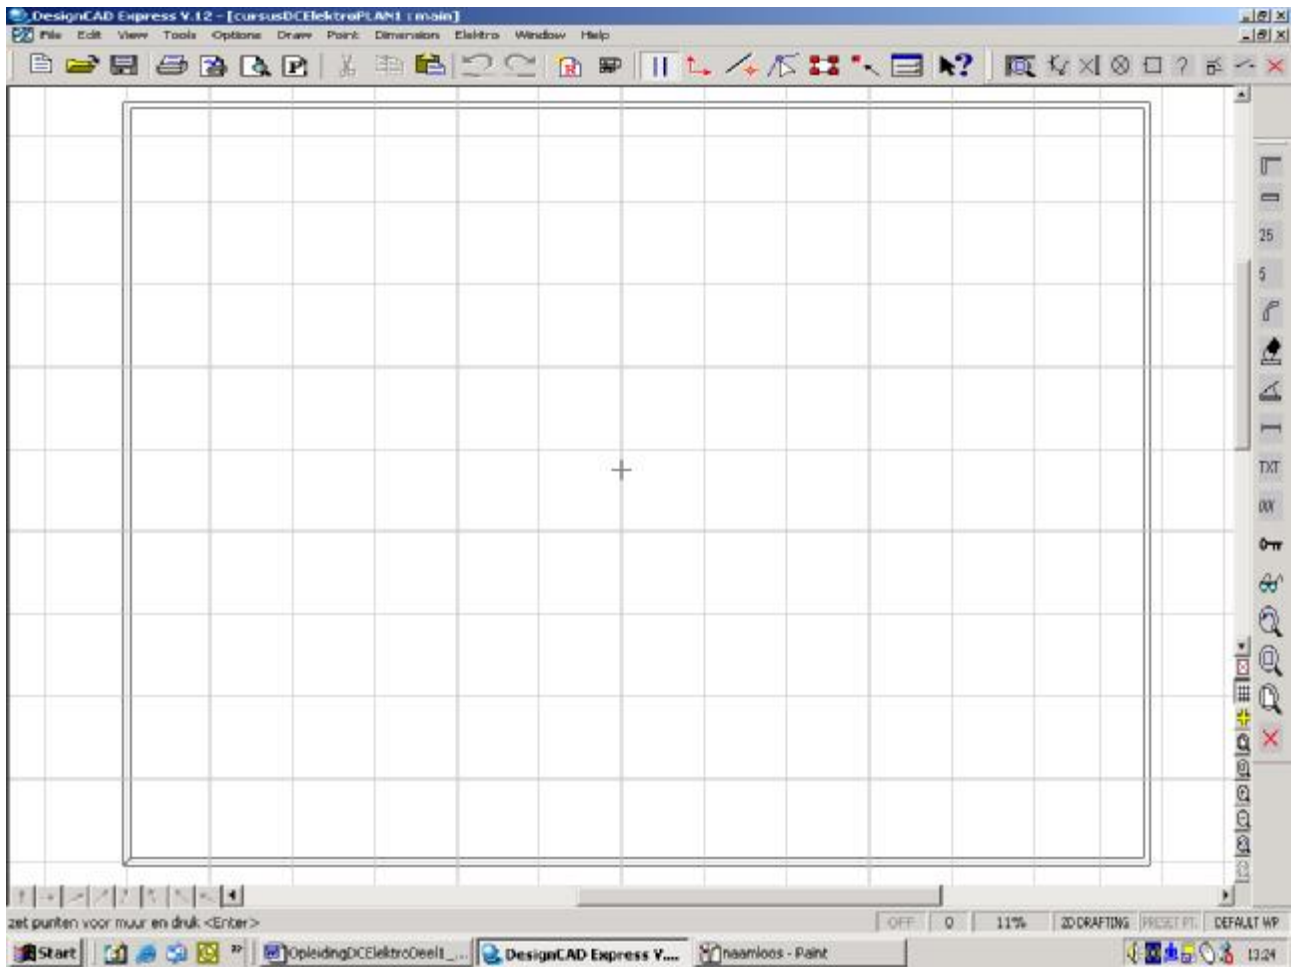 DesignCAD Express V.12 - [cursusDCElektroPLAN1 : main]
File Edit View Tools Options Draw Point Dimension Elektro Window Help
25
5
TXT
zet punten voor muur en druk <Enter>
OFF 0 11% 2D DRAFTING PRESET PT. DEFAULT WP
Start OpleidingDCElektroDeel1_... DesignCAD Express V.... naamloos - Paint 13:24